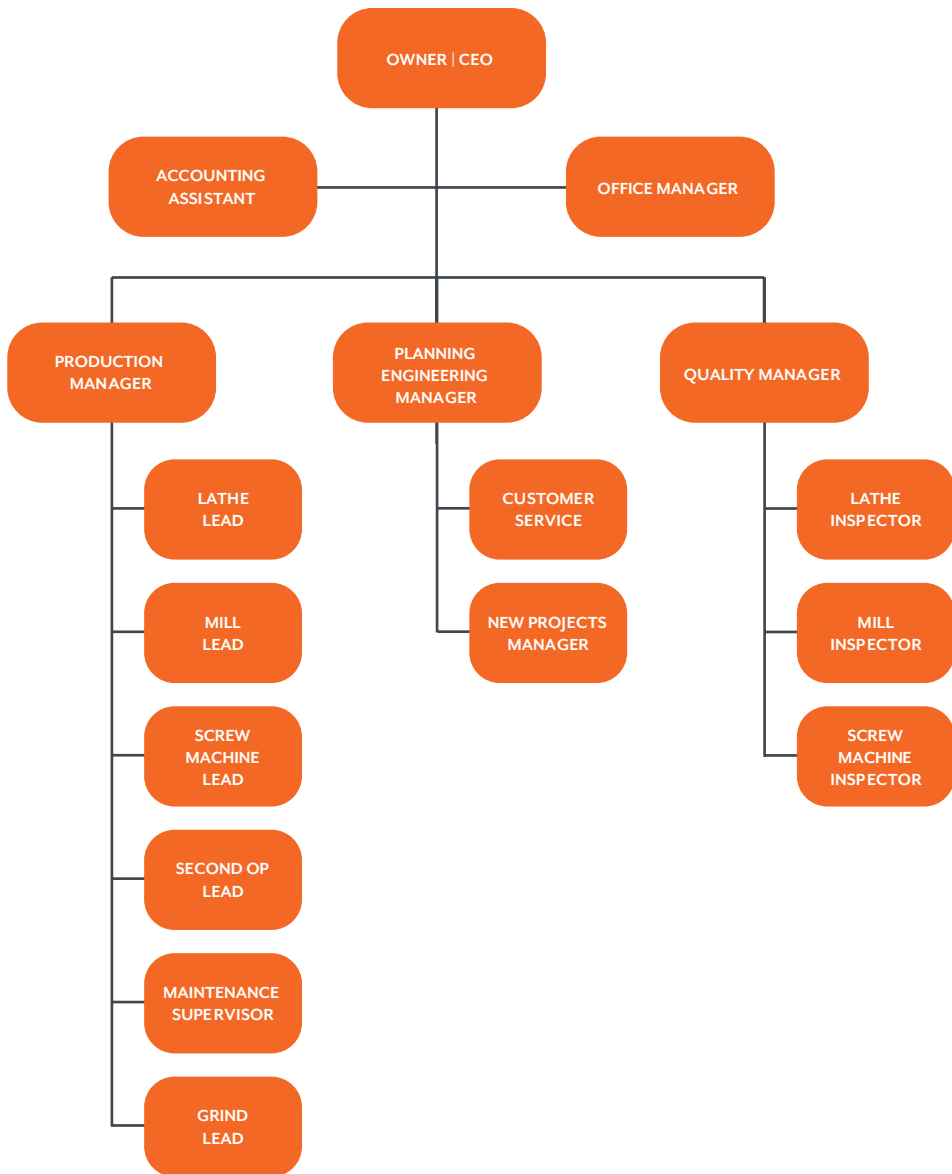 OWNER | CEO
ACCOUNTING
ASSISTANT
OFFICE MANAGER
PRODUCTION
MANAGER
PLANNING
ENGINEERING
MANAGER
QUALITY MANAGER
LATHE
LEAD
CUSTOMER
SERVICE
LATHE
INSPECTOR
MILL
LEAD
NEW PROJECTS
MANAGER
MILL
INSPECTOR
SCREW
MACHINE
LEAD
SCREW
MACHINE
INSPECTOR
SECOND OP
LEAD
MAINTENANCE
SUPERVISOR
GRIND
LEAD